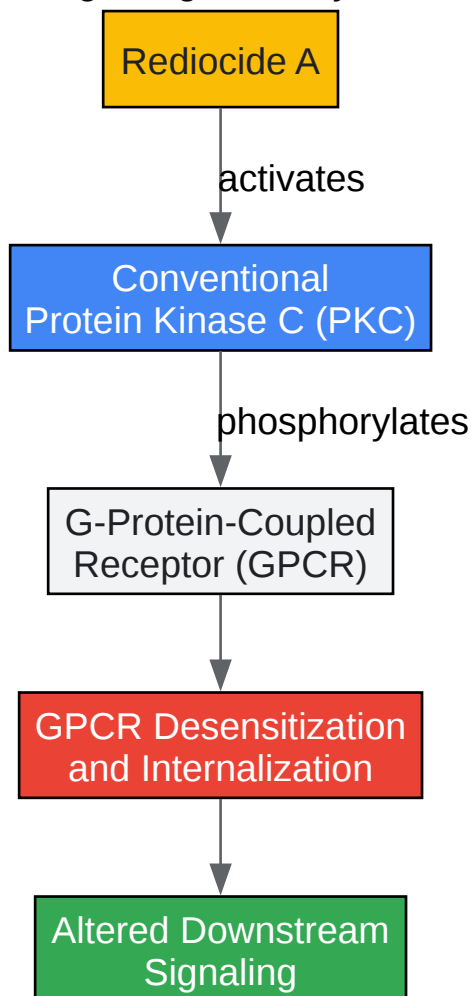 Rediocide A
activates
Conventional
Protein Kinase C (PKC)
phosphorylates
G-Protein-Coupled
Receptor (GPCR)
GPCR Desensitization
and Internalization
Altered Downstream
Signaling